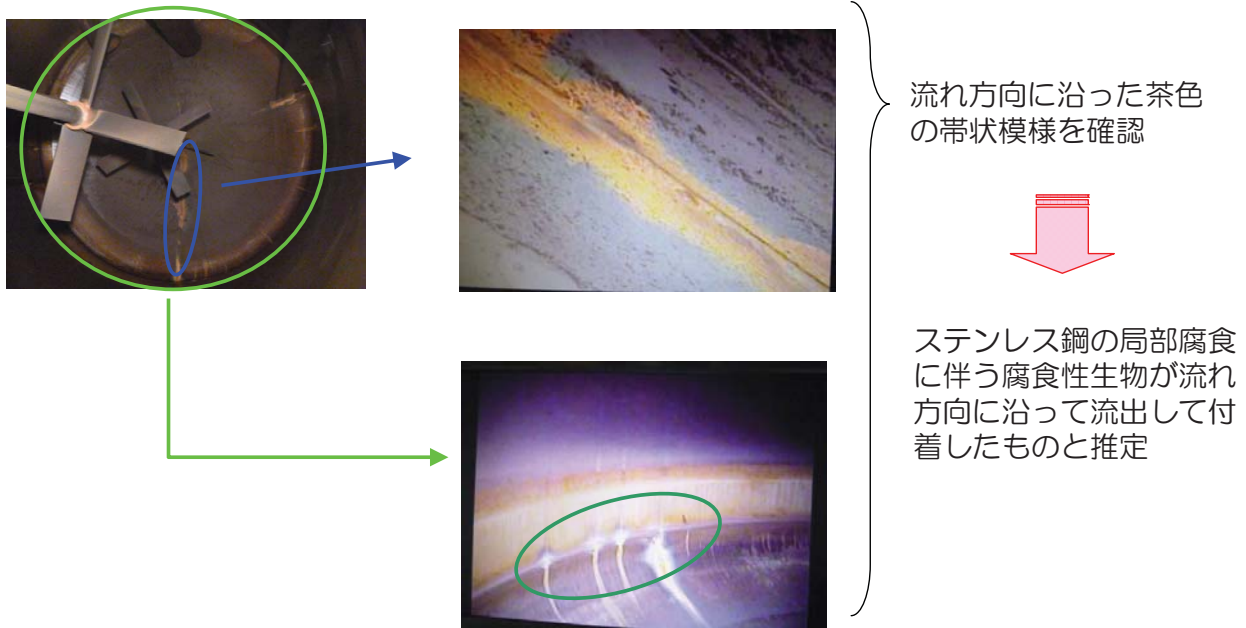 流れ方向に沿った茶色
の帯状模様を確認
ステンレス鋼の局部腐食
に伴う腐食性生物が流れ
方向に沿って流出して付
着したものと推定